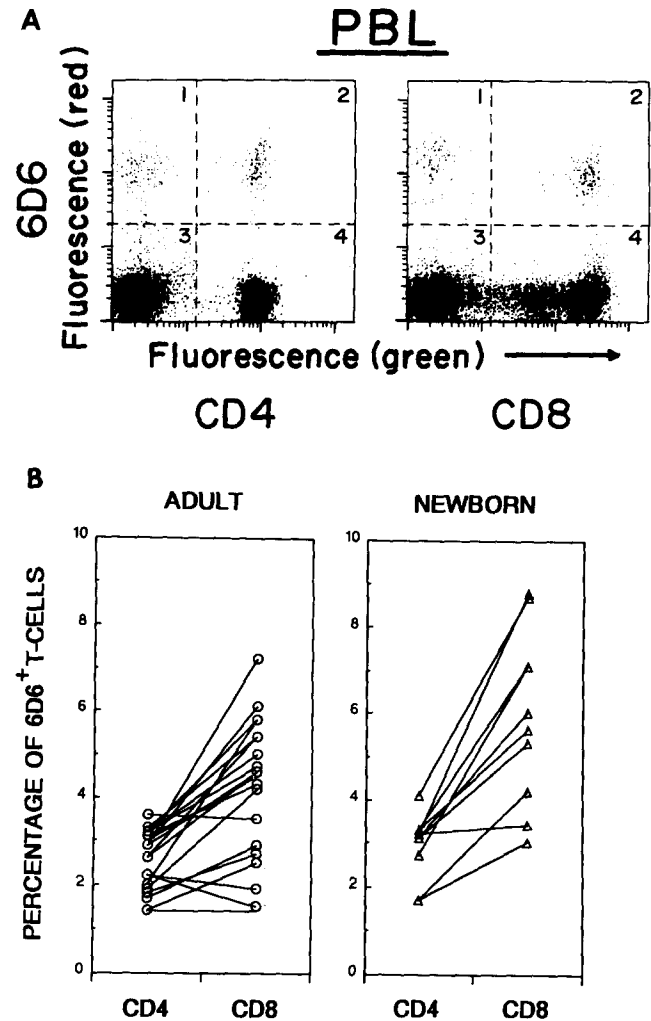 A
PBL
6D6
Fluorescence (red)
1 2
3 4
1 2
3 4
Fluorescence (green)
CD4 CD8
B
ADULT NEWBORN
PERCENTAGE OF 6D6+T-CELLS
10
8
6
4
2
0
10
8
6
4
2
0
CD4 CD8 CD4 CD8